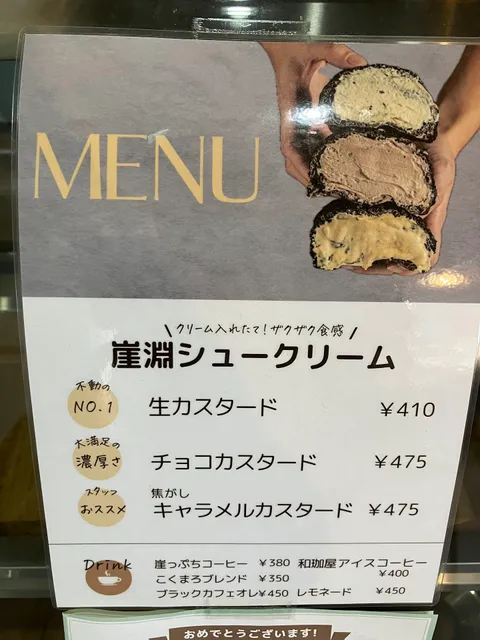 MENU
クリーム入れたて!ザクザク食感
崖淵シュークリーム
不動の
NO.1
生カスタード ¥410
大満足の
濃厚さ
チョコカスタード ¥475
スタッフ
おススメ
焦がし
キャラメルカスタード ¥475
Drink
崖っぷちコーヒー ¥380
こくまろブレンド ¥350
ブラックカフェオレ¥450
和珈屋アイスコーヒー
¥400
レモネード ¥450
おめでとうございます!